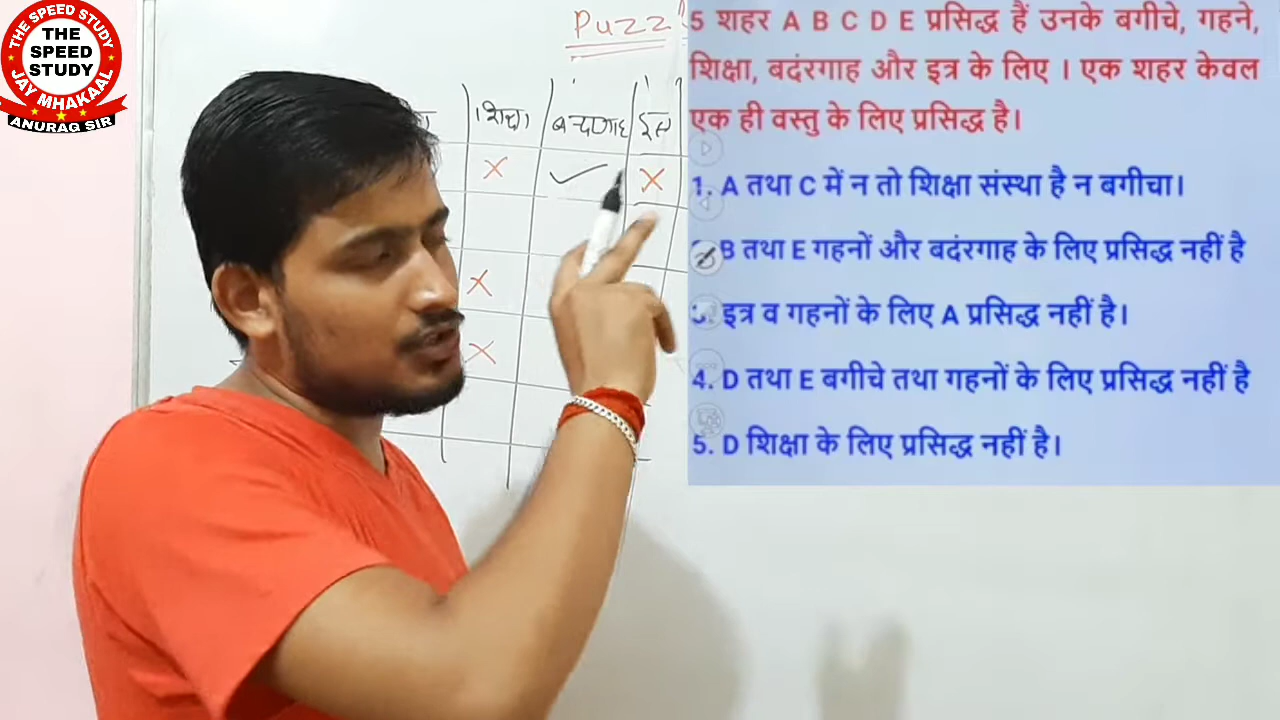 THE SPEED STUDY
THE
SPEED
STUDY
JAY MHAKAAL
ANURAG SIR
Puzz
शिक्षा
बन्दरगाह
इत्र
5 शहर A B C D E प्रसिद्ध हैं उनके बगीचे, गहने,
शिक्षा, बदंरगाह और इत्र के लिए । एक शहर केवल
एक ही वस्तु के लिए प्रसिद्ध है।
1. A तथा C में न तो शिक्षा संस्था है न बगीचा।
B तथा E गहनों और बदंरगाह के लिए प्रसिद्ध नहीं है
इत्र व गहनों के लिए A प्रसिद्ध नहीं है।
4. D तथा E बगीचे तथा गहनों के लिए प्रसिद्ध नहीं है
5. D शिक्षा के लिए प्रसिद्ध नहीं है।